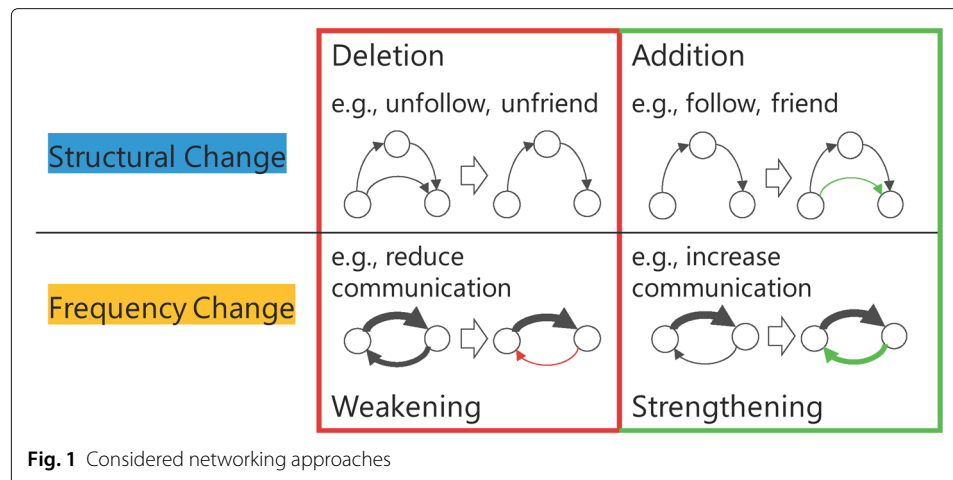 Deletion
e.g., unfollow, unfriend
Addition
e.g., follow, friend
Structural Change
Frequency Change
e.g., reduce
communication
Weakening
e.g., increase
communication
Strengthening
Fig. 1 Considered networking approaches